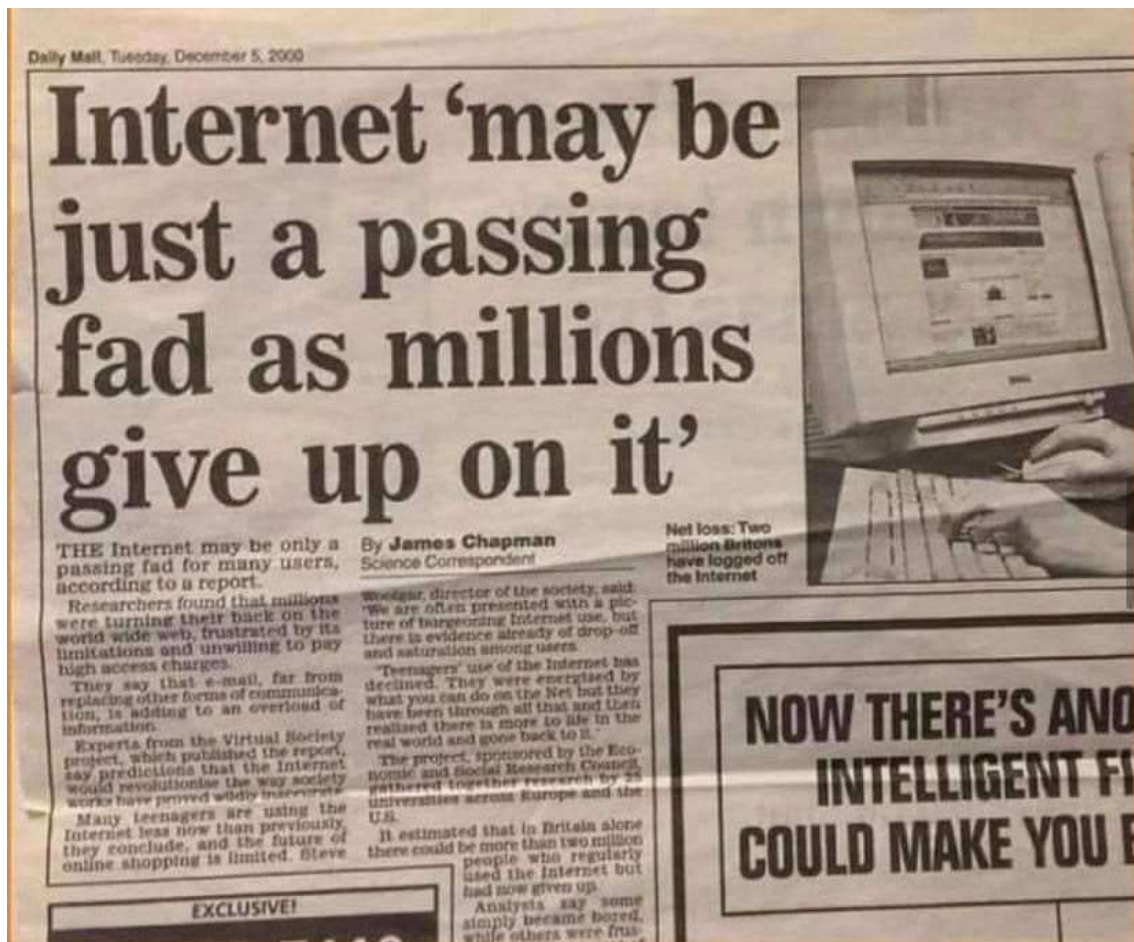 Daily Mail, Tuesday, December 5, 2000
Internet ‘may be
just a passing
fad as millions
give up on it’
THE Internet may be only a
passing fad for many users,
according to a report.
Researchers found that millions
were turning their back on the
world wide web, frustrated by its
limitations and unwilling to pay
high access charges.
They say that e-mail, far from
replacing other forms of communica-
tion, is adding to an overload of
information.
Experts from the Virtual Society
project, which published the report,
say predictions that the Internet
would revolutionise the way society
works have proved wildly inaccurate.
Many teenagers are using the
Internet less now than previously,
they conclude, and the future of
online shopping is limited. Steve
By James Chapman
Science Correspondent
Woolgar, director of the society, said:
‘We are often presented with a pic-
ture of burgeoning Internet use, but
there is evidence already of drop-off
and saturation among users.
‘Teenagers’ use of the Internet has
declined. They were energised by
what you can do on the Net but they
have been through all that and then
realised there is more to life in the
real world and gone back to it.’
The project, sponsored by the Eco-
nomic and Social Research Council,
gathered together research by 25
universities across Europe and the
U.S.
It estimated that in Britain alone
there could be more than two million
people who regularly
used the Internet but
had now given up.
Analysts say some
simply became bored,
while others were frus-
Net loss: Two
million Britons
have logged off
the Internet
DELL
EXCLUSIVE!
NOW THERE’S ANO
INTELLIGENT FI
COULD MAKE YOU